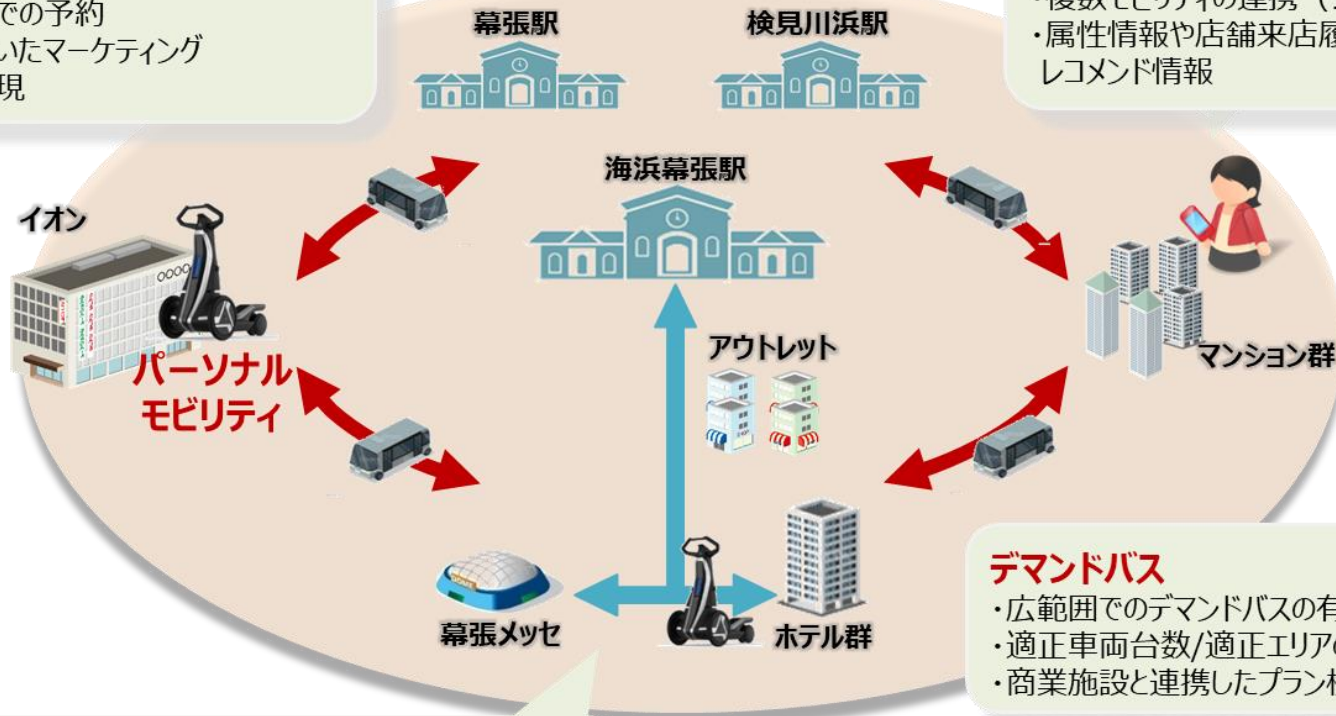 での予約
いたマーケティング
現
幕張駅
検見川浜駅
・属性情報や店舗来店履
レコメンド情報
海浜幕張駅
イオン
アウトレット
マンション群
パーソナル
モビリティ
デマンドバス
・広範囲でのデマンドバスの有
・適正車両台数/適正エリアの
・商業施設と連携したプラン
幕張メッセ
ホテル群